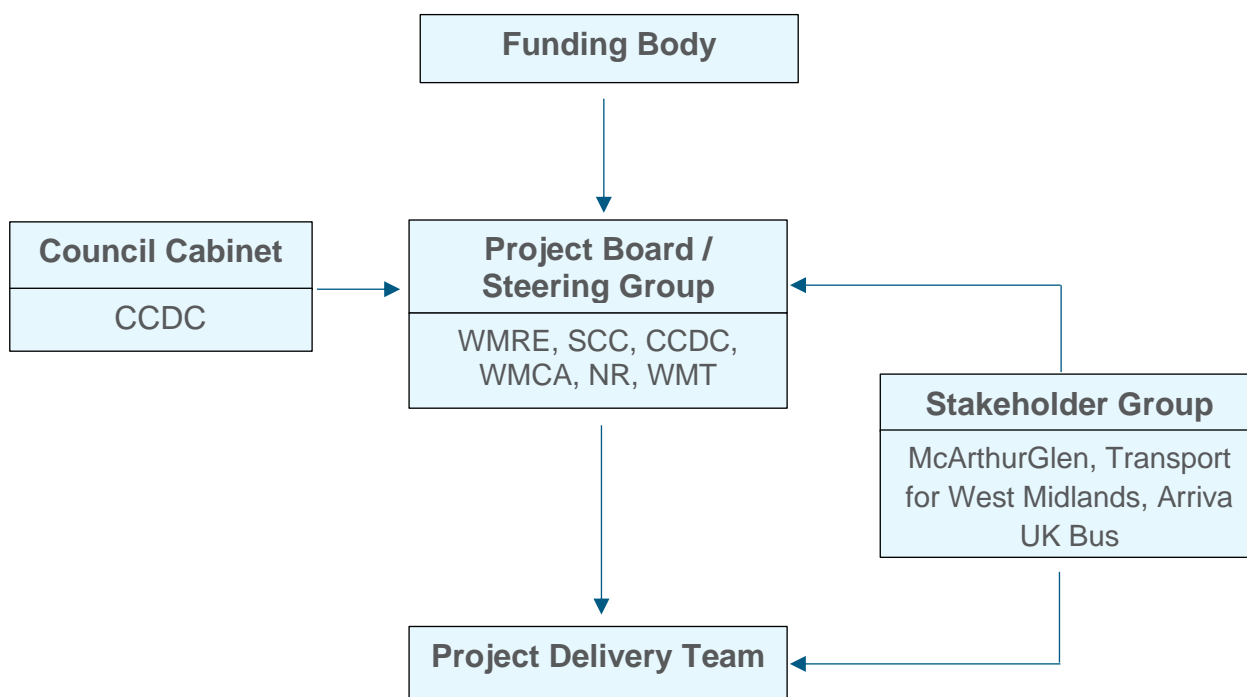 Funding Body
Council Cabinet
CCDC
Project Board /
Steering Group
WMRE, SCC, CCDC,
WMCA, NR, WMT
Stakeholder Group
McArthurGlen, Transport
for West Midlands, Arriva
UK Bus
Project Delivery Team